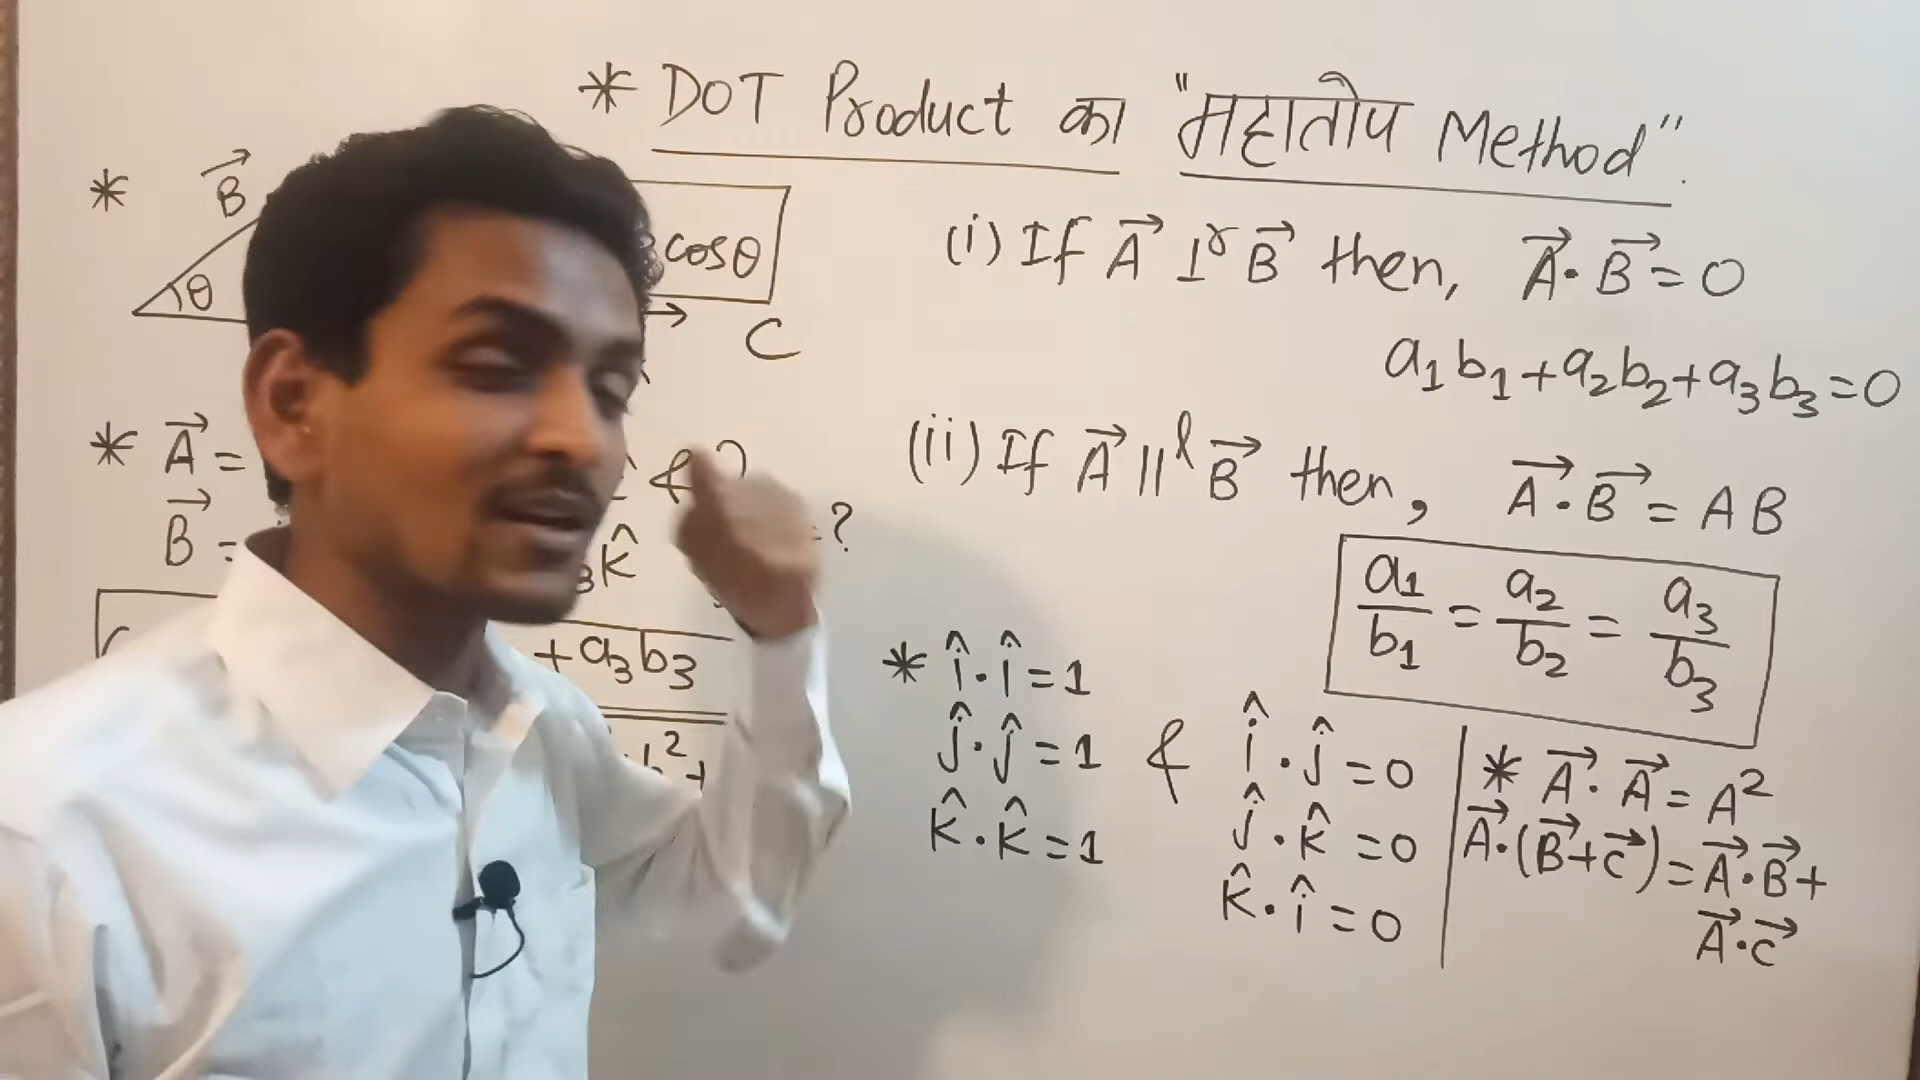 * DOT Product का "महातोप Method".
* B⃗
θ
cosθ
C
* A⃗ =
&
B⃗ =
=?
k̂
+a₃b₃
b²+
(i) If A⃗ ⊥ʳ B⃗ then, A⃗·B⃗=0
a₁b₁+a₂b₂+a₃b₃=0
(ii) If A⃗ ||ˡ B⃗ then, A⃗·B⃗ = AB
a₁/b₁ = a₂/b₂ = a₃/b₃
* î·î=1
ĵ·ĵ=1 & î·ĵ=0
k̂·k̂=1 ĵ·k̂=0
k̂·î=0
* A⃗·A⃗=A²
A⃗·(B⃗+C⃗)=A⃗·B⃗+
A⃗·C⃗